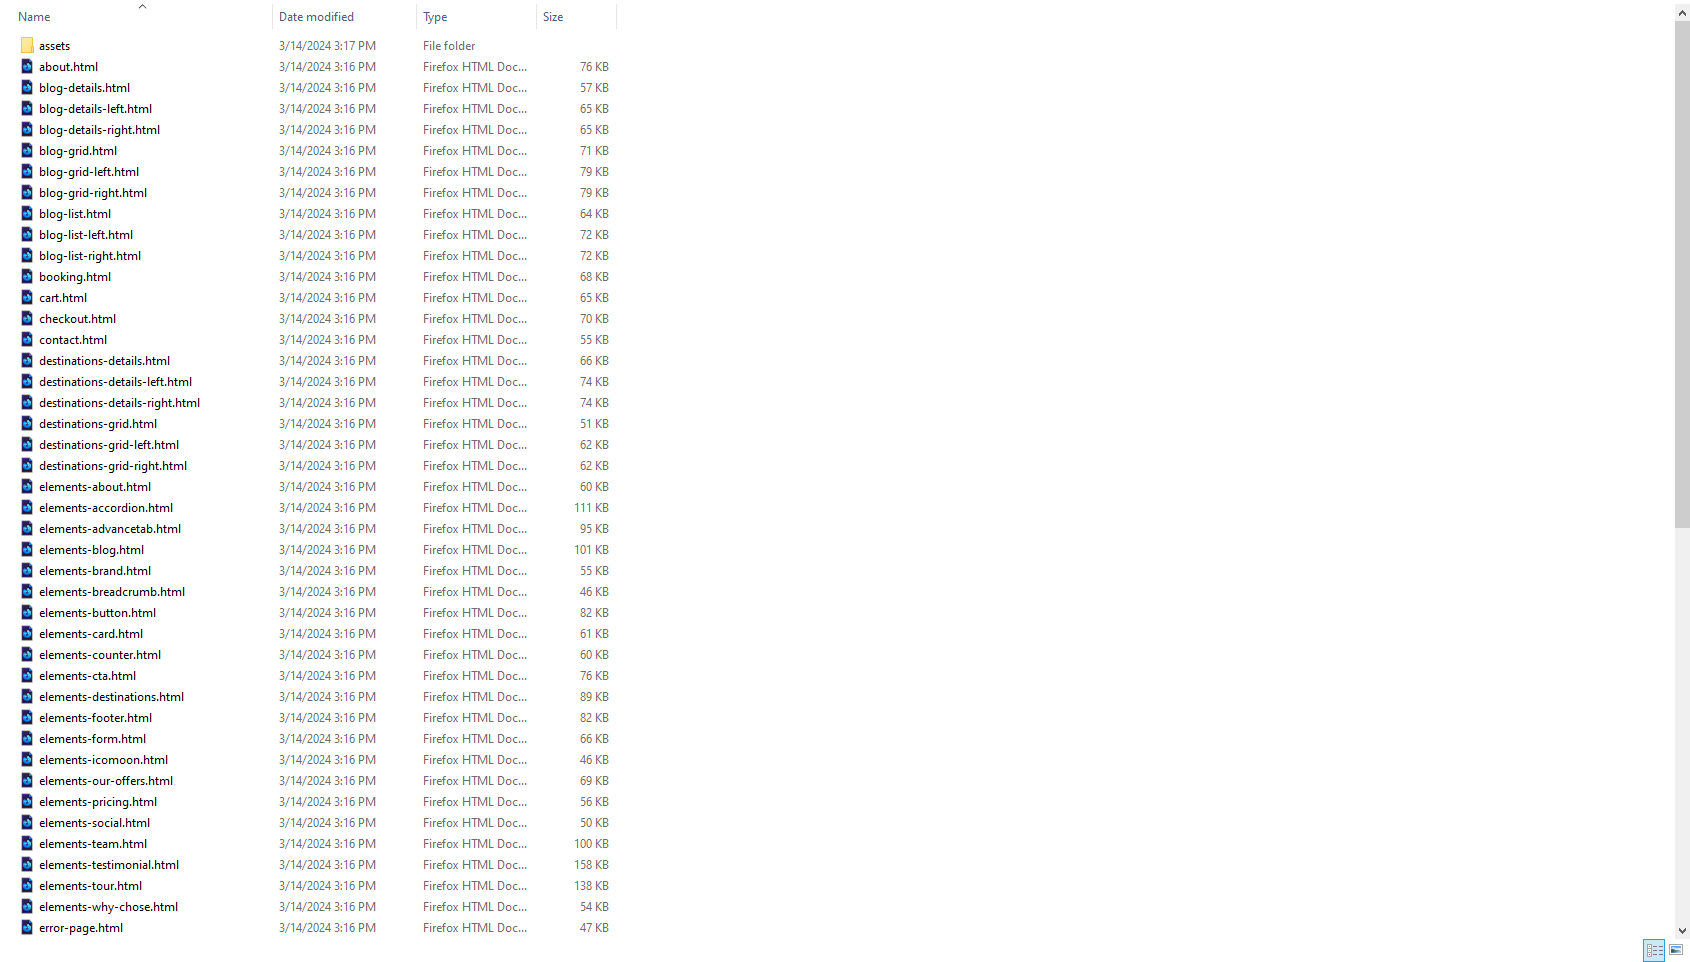 Name Date modified Type Size
assets 3/14/2024 3:17 PM File folder
about.html 3/14/2024 3:16 PM Firefox HTML Doc... 76 KB
blog-details.html 3/14/2024 3:16 PM Firefox HTML Doc... 57 KB
blog-details-left.html 3/14/2024 3:16 PM Firefox HTML Doc... 65 KB
blog-details-right.html 3/14/2024 3:16 PM Firefox HTML Doc... 65 KB
blog-grid.html 3/14/2024 3:16 PM Firefox HTML Doc... 71 KB
blog-grid-left.html 3/14/2024 3:16 PM Firefox HTML Doc... 79 KB
blog-grid-right.html 3/14/2024 3:16 PM Firefox HTML Doc... 79 KB
blog-list.html 3/14/2024 3:16 PM Firefox HTML Doc... 64 KB
blog-list-left.html 3/14/2024 3:16 PM Firefox HTML Doc... 72 KB
blog-list-right.html 3/14/2024 3:16 PM Firefox HTML Doc... 72 KB
booking.html 3/14/2024 3:16 PM Firefox HTML Doc... 68 KB
cart.html 3/14/2024 3:16 PM Firefox HTML Doc... 65 KB
checkout.html 3/14/2024 3:16 PM Firefox HTML Doc... 70 KB
contact.html 3/14/2024 3:16 PM Firefox HTML Doc... 55 KB
destinations-details.html 3/14/2024 3:16 PM Firefox HTML Doc... 66 KB
destinations-details-left.html 3/14/2024 3:16 PM Firefox HTML Doc... 74 KB
destinations-details-right.html 3/14/2024 3:16 PM Firefox HTML Doc... 74 KB
destinations-grid.html 3/14/2024 3:16 PM Firefox HTML Doc... 51 KB
destinations-grid-left.html 3/14/2024 3:16 PM Firefox HTML Doc... 62 KB
destinations-grid-right.html 3/14/2024 3:16 PM Firefox HTML Doc... 62 KB
elements-about.html 3/14/2024 3:16 PM Firefox HTML Doc... 60 KB
elements-accordion.html 3/14/2024 3:16 PM Firefox HTML Doc... 111 KB
elements-advancetab.html 3/14/2024 3:16 PM Firefox HTML Doc... 95 KB
elements-blog.html 3/14/2024 3:16 PM Firefox HTML Doc... 101 KB
elements-brand.html 3/14/2024 3:16 PM Firefox HTML Doc... 55 KB
elements-breadcrumb.html 3/14/2024 3:16 PM Firefox HTML Doc... 46 KB
elements-button.html 3/14/2024 3:16 PM Firefox HTML Doc... 82 KB
elements-card.html 3/14/2024 3:16 PM Firefox HTML Doc... 61 KB
elements-counter.html 3/14/2024 3:16 PM Firefox HTML Doc... 60 KB
elements-cta.html 3/14/2024 3:16 PM Firefox HTML Doc... 76 KB
elements-destinations.html 3/14/2024 3:16 PM Firefox HTML Doc... 89 KB
elements-footer.html 3/14/2024 3:16 PM Firefox HTML Doc... 82 KB
elements-form.html 3/14/2024 3:16 PM Firefox HTML Doc... 66 KB
elements-icomoon.html 3/14/2024 3:16 PM Firefox HTML Doc... 46 KB
elements-our-offers.html 3/14/2024 3:16 PM Firefox HTML Doc... 69 KB
elements-pricing.html 3/14/2024 3:16 PM Firefox HTML Doc... 56 KB
elements-social.html 3/14/2024 3:16 PM Firefox HTML Doc... 50 KB
elements-team.html 3/14/2024 3:16 PM Firefox HTML Doc... 100 KB
elements-testimonial.html 3/14/2024 3:16 PM Firefox HTML Doc... 158 KB
elements-tour.html 3/14/2024 3:16 PM Firefox HTML Doc... 138 KB
elements-why-chose.html 3/14/2024 3:16 PM Firefox HTML Doc... 54 KB
error-page.html 3/14/2024 3:16 PM Firefox HTML Doc... 47 KB